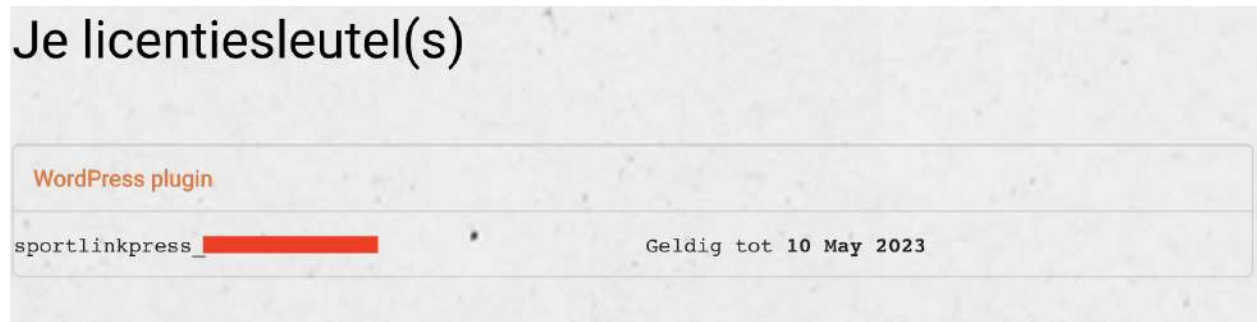 Je licentiesleutel(s)
WordPress plugin
sportlinkpress_ Geldig tot 10 May 2023